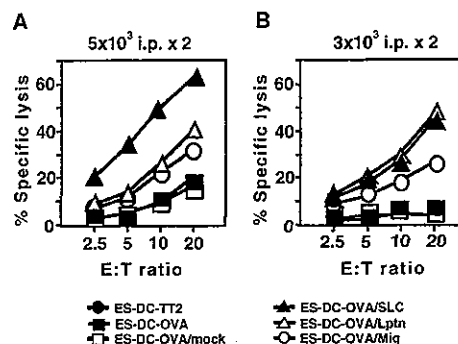 A
5x10³ i.p. x 2
B
3x10³ i.p. x 2
% Specific lysis
60
40
20
0
2.5 5 10 20
E:T ratio
% Specific lysis
60
40
20
0
2.5 5 10 20
E:T ratio
ES-DC-TT2
ES-DC-OVA
ES-DC-OVA/mock
ES-DC-OVA/SLC
ES-DC-OVA/Lptn
ES-DC-OVA/Mig